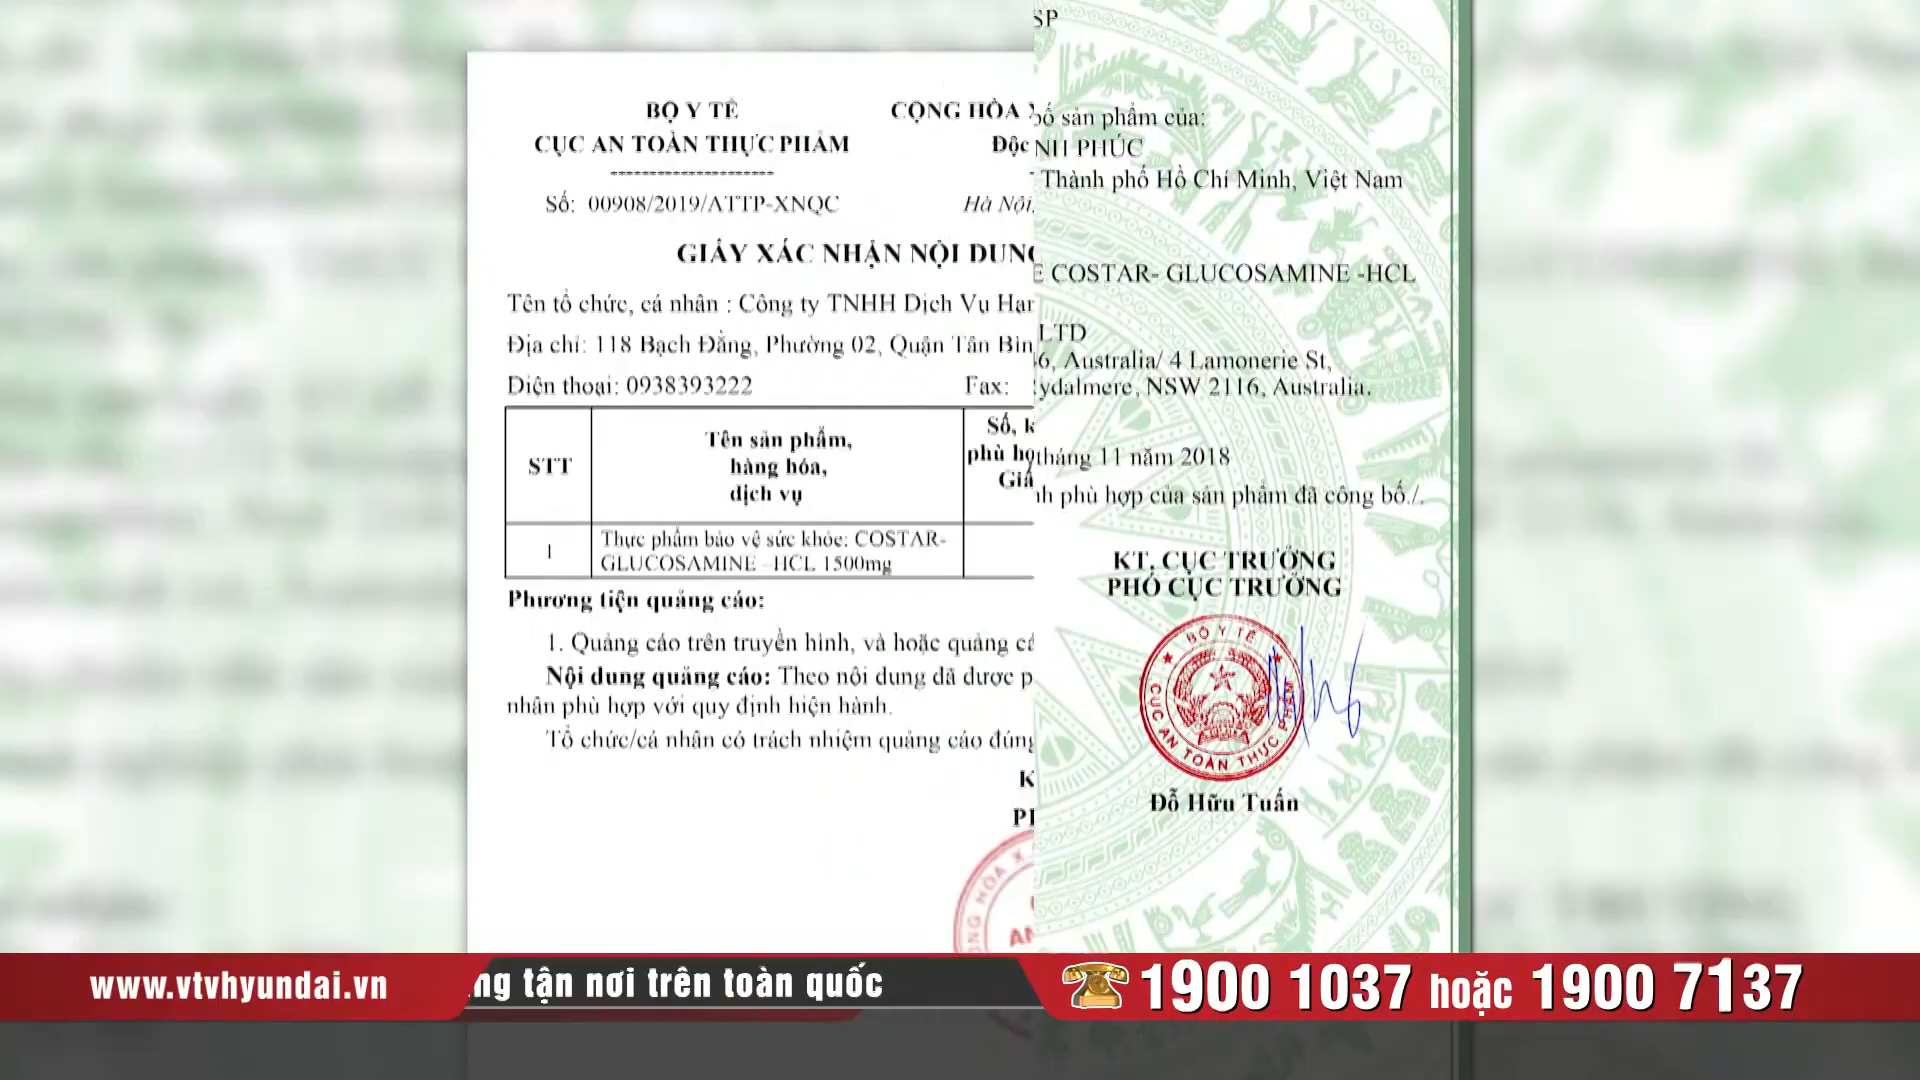 BỘ Y TẾ
CỤC AN TOÀN THỰC PHẨM
Số: 00908/2019/ATTP-XNQC
CỘNG HÒA
Độc
Hà Nội,
GIẤY XÁC NHẬN NỘI DUNG
Tên tổ chức, cá nhân : Công ty TNHH Dịch Vụ
Địa chỉ: 118 Bạch Đằng, Phường 02, Quận Tân
Điện thoại: 0938393222 Fax:
STT
Tên sản phẩm,
hàng hóa,
dịch vụ
Số,
phù
1
Thực phẩm bảo vệ sức khỏe: COSTAR-
GLUCOSAMINE -HCL 1500mg
Phương tiện quảng cáo:
1. Quảng cáo trên truyền hình, và hoặc quảng
Nội dung quảng cáo: Theo nội dung đã được
nhân phù hợp với quy định hiện hành.
Tổ chức/cá nhân có trách nhiệm quảng cáo đúng
SP
bố sản phẩm của:
NH PHÚC
Thành phố Hồ Chí Minh, Việt Nam
E COSTAR- GLUCOSAMINE -HCL
LTD
Australia/ 4 Lamonerie St,
Rydalmere, NSW 2116, Australia.
tháng 11 năm 2018
phù hợp của sản phẩm đã công bố./.
KT. CỤC TRƯỞNG
PHÓ CỤC TRƯỞNG
BỘ Y TẾ
CỤC AN TOÀN THỰC PHẨM
Đỗ Hữu Tuấn
www.vtvhyundai.vn
ng tận nơi trên toàn quốc
1900 1037 hoặc 1900 7137